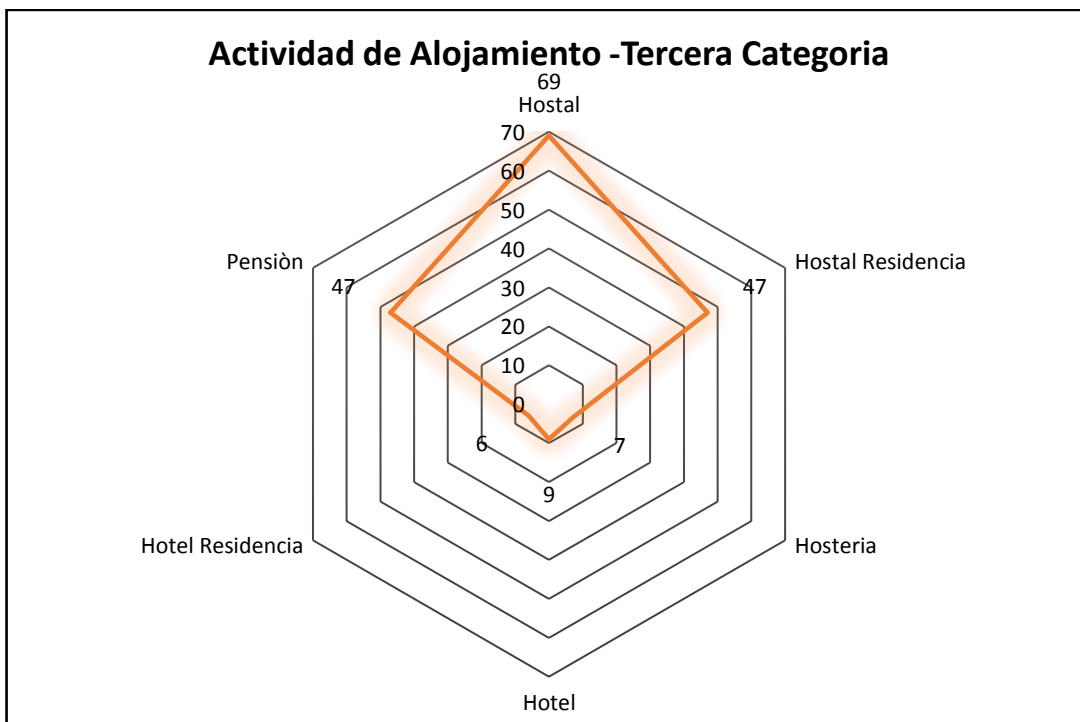 Actividad de Alojamiento -Tercera Categoria
69
Hostal
70
60
50
40
30
20
10
0
Pensiòn
47
47
Hostal Residencia
6
7
9
Hotel Residencia
Hosteria
Hotel